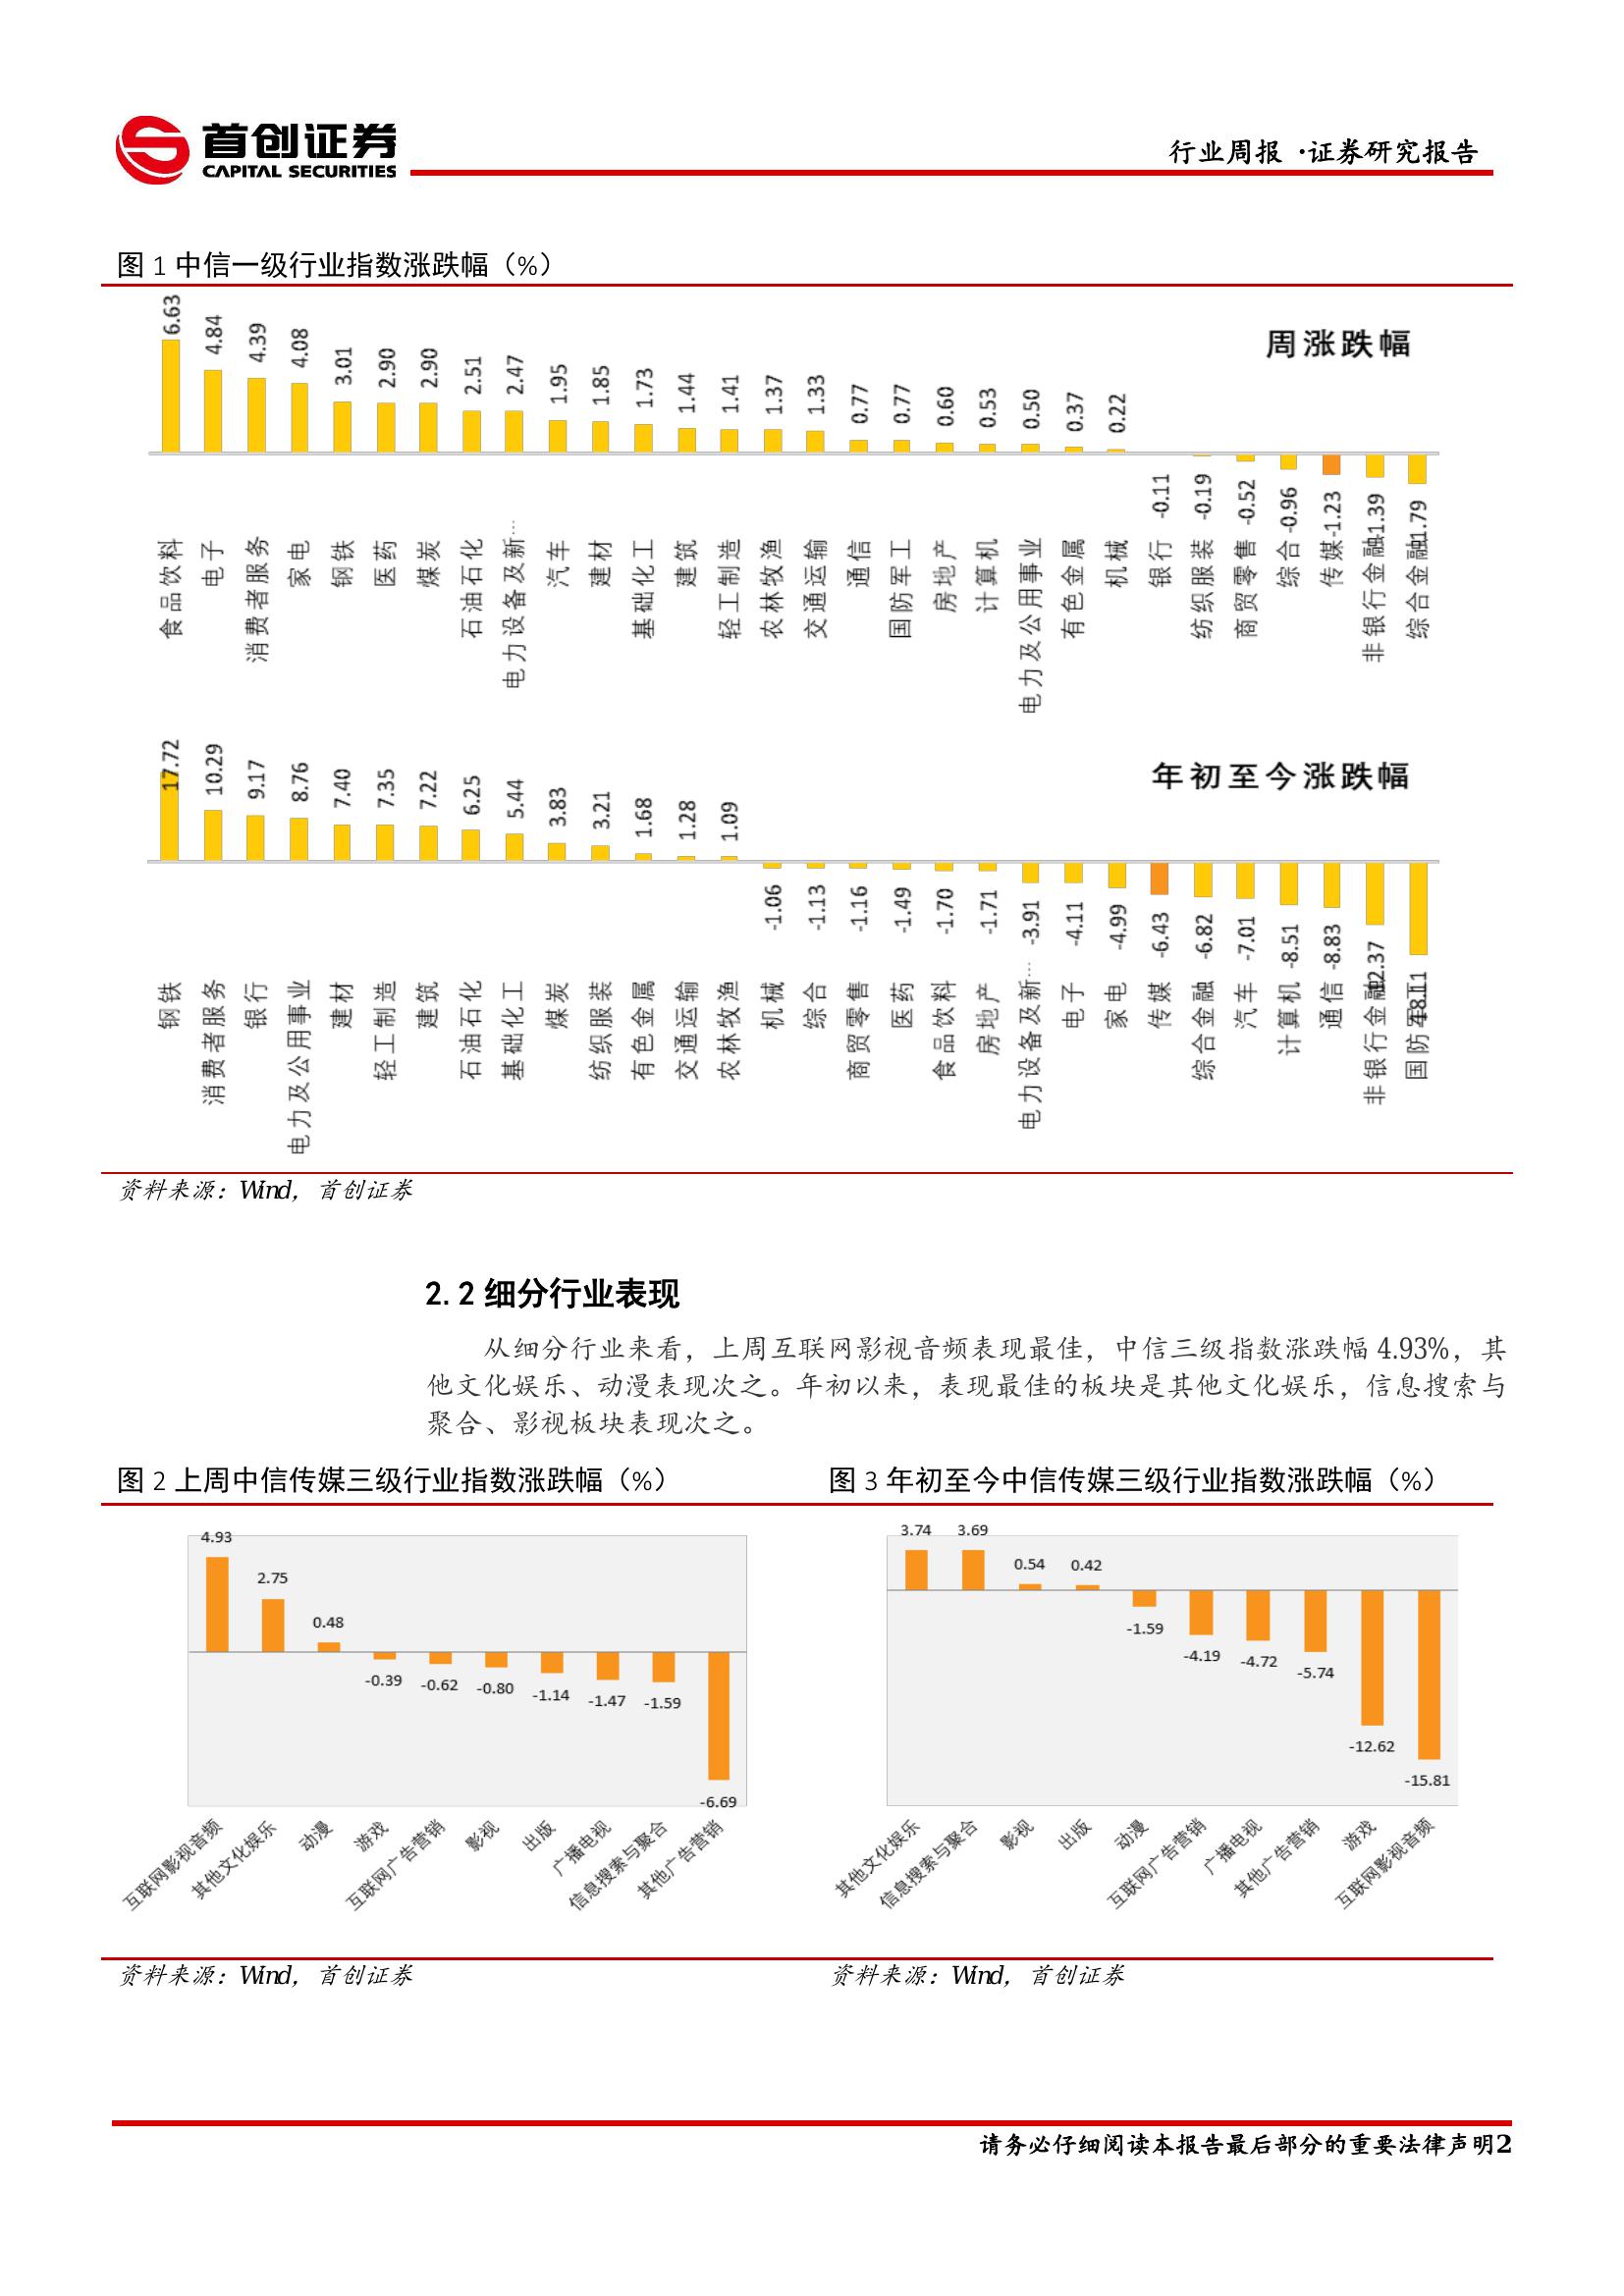 首创证券
CAPITAL SECURITIES
行业周报 ·证券研究报告
图 1 中信一级行业指数涨跌幅（%）
周涨跌幅
6.63 4.84 4.39 4.08 3.01 2.90 2.90 2.51 2.47 1.95 1.85 1.73 1.44 1.41 1.37 1.33 0.77 0.77 0.60 0.53 0.50 0.37 0.22 -0.11 -0.19 -0.52 -0.96 -1.23 -1.39 -1.79
食品饮料 电子 消费者服务 家电 钢铁 医药 煤炭 石油石化 电力设备及新… 汽车 建材 基础化工 建筑 轻工制造 农林牧渔 交通运输 通信 国防军工 房地产 计算机 电力及公用事业 有色金属 机械 银行 纺织服装 商贸零售 综合 传媒 非银行金融 综合金融
年初至今涨跌幅
17.72 10.29 9.17 8.76 7.40 7.35 7.22 6.25 5.44 3.83 3.21 1.68 1.28 1.09 -1.06 -1.13 -1.16 -1.49 -1.70 -1.71 -3.91 -4.11 -4.99 -6.43 -6.82 -7.01 -8.51 -8.83 -12.37 -18.11
钢铁 消费者服务 银行 电力及公用事业 建材 轻工制造 建筑 石油石化 基础化工 煤炭 纺织服装 有色金属 交通运输 农林牧渔 机械 综合 商贸零售 医药 食品饮料 房地产 电力设备及新… 电子 家电 传媒 综合金融 汽车 计算机 通信 非银行金融 国防军工
资料来源：Wind，首创证券
2.2 细分行业表现
从细分行业来看，上周互联网影视音频表现最佳，中信三级指数涨跌幅 4.93%，其
他文化娱乐、动漫表现次之。年初以来，表现最佳的板块是其他文化娱乐，信息搜索与
聚合、影视板块表现次之。
图 2 上周中信传媒三级行业指数涨跌幅（%）
4.93 2.75 0.48 -0.39 -0.62 -0.80 -1.14 -1.47 -1.59 -6.69
互联网影视音频 其他文化娱乐 动漫 游戏 互联网广告营销 影视 出版 广播电视 信息搜索与聚合 其他广告营销
资料来源：Wind，首创证券
图 3 年初至今中信传媒三级行业指数涨跌幅（%）
3.74 3.69 0.54 0.42 -1.59 -4.19 -4.72 -5.74 -12.62 -15.81
其他文化娱乐 信息搜索与聚合 影视 出版 动漫 互联网广告营销 广播电视 其他广告营销 游戏 互联网影视音频
资料来源：Wind，首创证券
请务必仔细阅读本报告最后部分的重要法律声明2